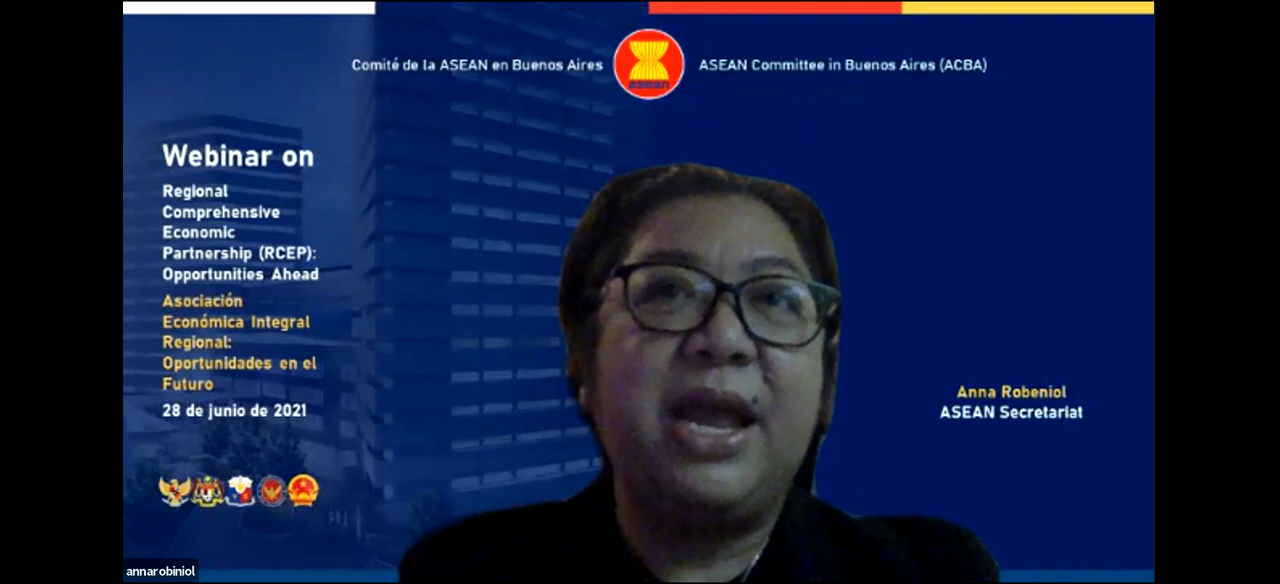 Comité de la ASEAN en Buenos Aires
asean
ASEAN Committee in Buenos Aires (ACBA)
Webinar on
Regional
Comprehensive
Economic
Partnership (RCEP):
Opportunities Ahead
Asociación
Económica Integral
Regional:
Oportunidades en el
Futuro
28 de junio de 2021
Anna Robeniol
ASEAN Secretariat
annarobiniol